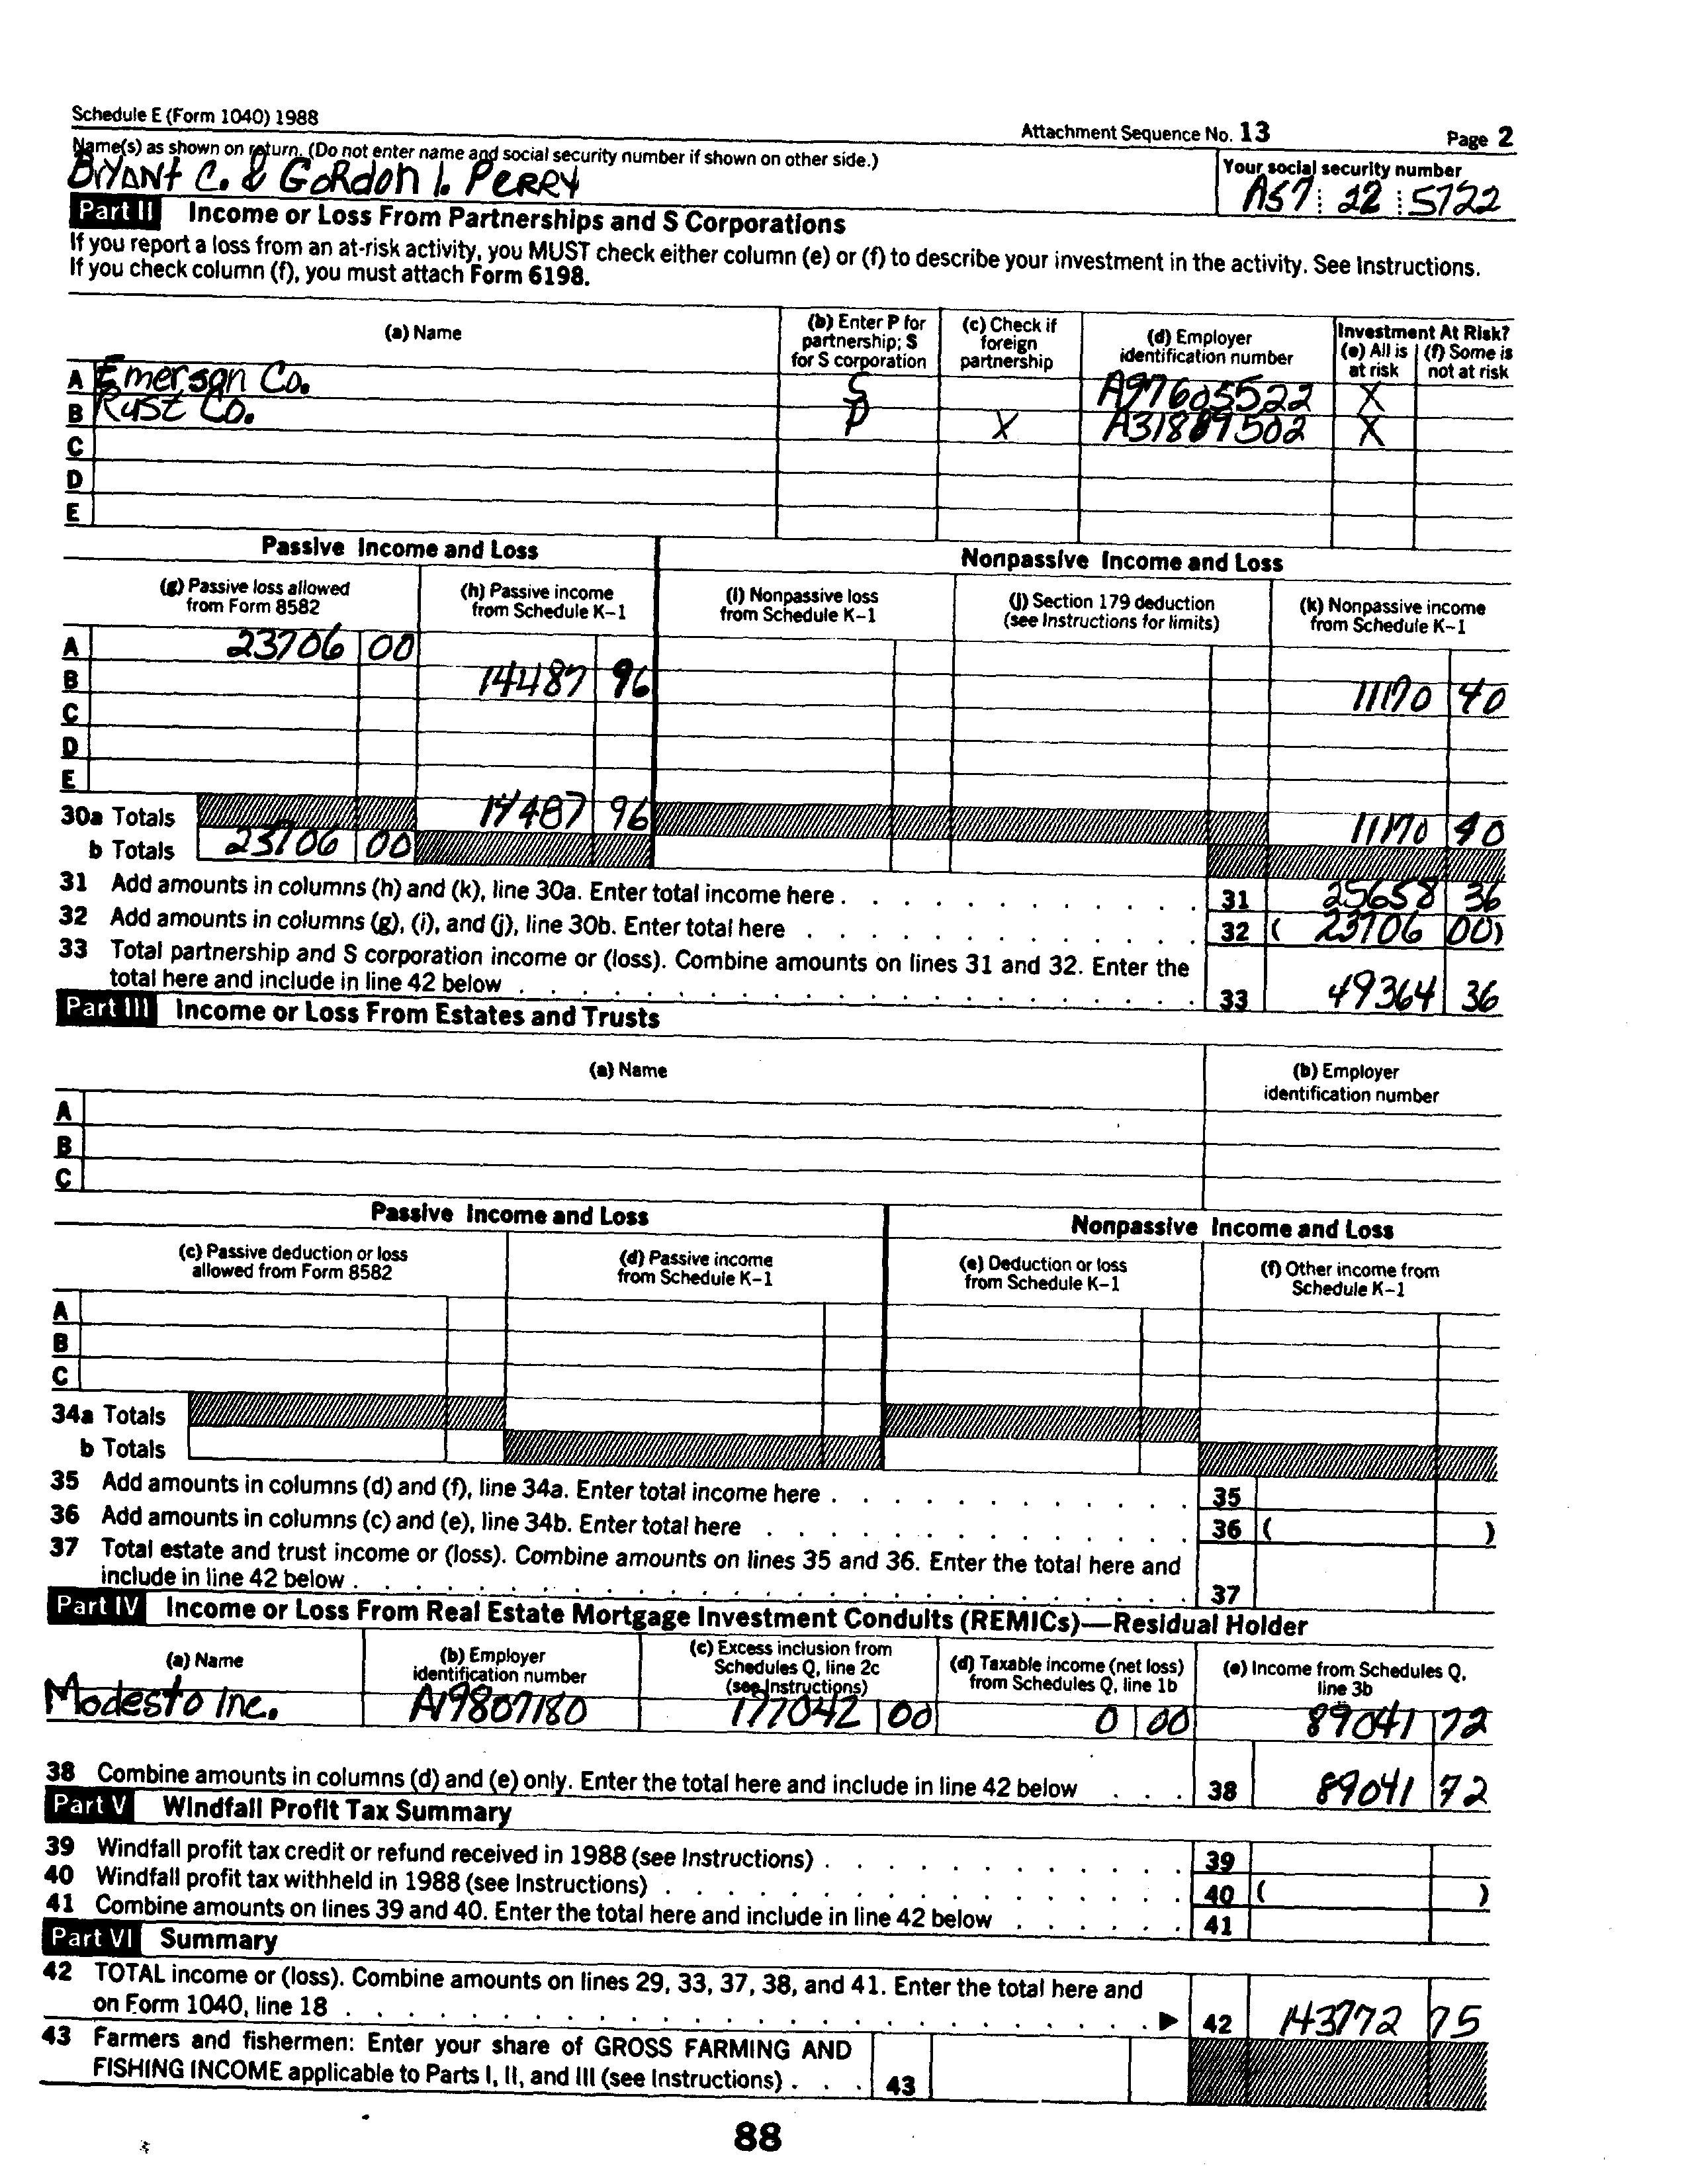 Schedule E (Form 1040) 1988
Attachment Sequence No. 13
Page 2
Name(s) as shown on return. (Do not enter name and social security number if shown on other side.)
Your social security number
Bryant C. & Gordon I. Perry
A57 22 5722
Part II Income or Loss From Partnerships and S Corporations
If you report a loss from an at-risk activity, you MUST check either column (e) or (f) to describe your investment in the activity. See Instructions.
If you check column (f), you must attach Form 6198.
(a) Name
(b) Enter P for partnership; S for S corporation
(c) Check if foreign partnership
(d) Employer identification number
Investment At Risk?
(e) All is at risk
(f) Some is not at risk
A Emerson Co. S A97605522 X
B Rust Co. P X A31889502 X
C
D
E
Passive Income and Loss
Nonpassive Income and Loss
(g) Passive loss allowed from Form 8582
(h) Passive income from Schedule K-1
(i) Nonpassive loss from Schedule K-1
(j) Section 179 deduction (see Instructions for limits)
(k) Nonpassive income from Schedule K-1
A 23706 00
B 14487 96 11170 40
C
D
E
30a Totals 14487 96 11170 40
b Totals 23706 00
31 Add amounts in columns (h) and (k), line 30a. Enter total income here . 31 25658 36
32 Add amounts in columns (g), (i), and (j), line 30b. Enter total here . 32 ( 23706 00)
33 Total partnership and S corporation income or (loss). Combine amounts on lines 31 and 32. Enter the
total here and include in line 42 below . 33 49364 36
Part III Income or Loss From Estates and Trusts
(a) Name
(b) Employer identification number
A
B
C
Passive Income and Loss
Nonpassive Income and Loss
(c) Passive deduction or loss allowed from Form 8582
(d) Passive income from Schedule K-1
(e) Deduction or loss from Schedule K-1
(f) Other income from Schedule K-1
A
B
C
34a Totals
b Totals
35 Add amounts in columns (d) and (f), line 34a. Enter total income here . 35
36 Add amounts in columns (c) and (e), line 34b. Enter total here . 36 ( )
37 Total estate and trust income or (loss). Combine amounts on lines 35 and 36. Enter the total here and
include in line 42 below . 37
Part IV Income or Loss From Real Estate Mortgage Investment Conduits (REMICs)—Residual Holder
(a) Name
(b) Employer identification number
(c) Excess inclusion from Schedules Q, line 2c (see Instructions)
(d) Taxable income (net loss) from Schedules Q, line 1b
(e) Income from Schedules Q, line 3b
Modesto Inc. A19807180 177042 00 0 00 89041 72
38 Combine amounts in columns (d) and (e) only. Enter the total here and include in line 42 below . . . 38 89041 72
Part V Windfall Profit Tax Summary
39 Windfall profit tax credit or refund received in 1988 (see Instructions) . 39
40 Windfall profit tax withheld in 1988 (see Instructions) . 40 ( )
41 Combine amounts on lines 39 and 40. Enter the total here and include in line 42 below . 41
Part VI Summary
42 TOTAL income or (loss). Combine amounts on lines 29, 33, 37, 38, and 41. Enter the total here and
on Form 1040, line 18 . ▶ 42 143772 75
43 Farmers and fishermen: Enter your share of GROSS FARMING AND
FISHING INCOME applicable to Parts I, II, and III (see Instructions) . . . 43
88